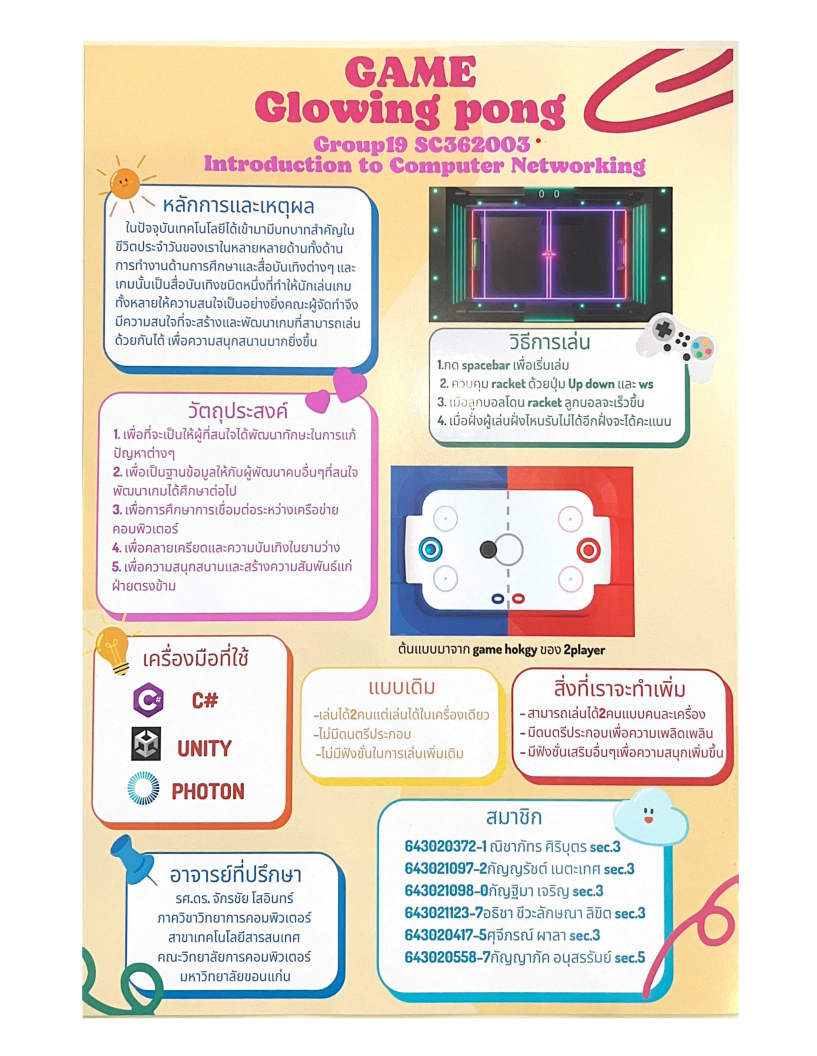 GAME
Glowing pong
Group19 SC362003
Introduction to Computer Networking
หลักการและเหตุผล
ในปัจจุบันเทคโนโลยีได้เข้ามามีบทบาทสำคัญใน
ชีวิตประจำวันของเราในหลายหลายด้านทั้งด้าน
การทำงานด้านการศึกษาและสื่อบันเทิงต่างๆ และ
เกมนั้นเป็นสื่อบันเทิงชนิดหนึ่งที่ทำให้นักเล่นเกม
ทั้งหลายให้ความสนใจเป็นอย่างยิ่งคณะผู้จัดทำจึง
มีความสนใจที่จะสร้างและพัฒนาเกมที่สามารถเล่น
ด้วยกันได้ เพื่อความสนุกสนานมากยิ่งขึ้น
0 0
วิธีการเล่น
1.กด spacebar เพื่อเริ่มเล่ม
2. ควบคุม racket ด้วยปุ่ม Up down และ ws
3. เมื่อลูกบอลโดน racket ลูกบอลจะเร็วขึ้น
4. เมื่อฝั่งผู้เล่นฝั่งไหนรับไม่ได้อีกฝั่งจะได้คะแนน
วัตถุประสงค์
1. เพื่อที่จะเป็นให้ผู้ที่สนใจได้พัฒนาทักษะในการแก้
ปัญหาต่างๆ
2. เพื่อเป็นฐานข้อมูลให้กับผู้พัฒนาคนอื่นๆที่สนใจ
พัฒนาเกมได้ศึกษาต่อไป
3. เพื่อการศึกษาการเชื่อมต่อระหว่างเครือข่าย
คอมพิวเตอร์
4. เพื่อคลายเครียดและความบันเทิงในยามว่าง
5. เพื่อความสนุกสนานและสร้างความสัมพันธ์แก่
ฝ่ายตรงข้าม
ต้นแบบมาจาก game hokgy ของ 2player
เครื่องมือที่ใช้
C#
UNITY
PHOTON
แบบเดิม
-เล่นได้2คนแต่เล่นได้ในเครื่องเดียว
-ไม่มีดนตรีประกอบ
-ไม่มีฟังชั่นในการเล่นเพิ่มเติม
สิ่งที่เราจะทำเพิ่ม
- สามารถเล่นได้2คนแบบคนละเครื่อง
- มีดนตรีประกอบเพื่อความเพลิดเพลิน
- มีฟังชั่นเสริมอื่นๆเพื่อความสนุกเพิ่มขึ้น
สมาชิก
643020372-1 ณิชาภัทร ศิริบุตร sec.3
643021097-2กัญญรัชต์ เนตะเทศ sec.3
643021098-0กัญฐิมา เจริญ sec.3
643021123-7อธิชา ชีวะลักษณา ลิขิต sec.3
643020417-5ศุจีภรณ์ ผาลา sec.3
643020558-7กัญญาภัค อนุสรรัมย์ sec.5
อาจารย์ที่ปรึกษา
รศ.ดร. จักรชัย โสอินทร์
ภาควิชาวิทยาการคอมพิวเตอร์
สาขาเทคโนโลยีสารสนเทศ
คณะวิทยาลัยการคอมพิวเตอร์
มหาวิทยาลัยขอนแก่น